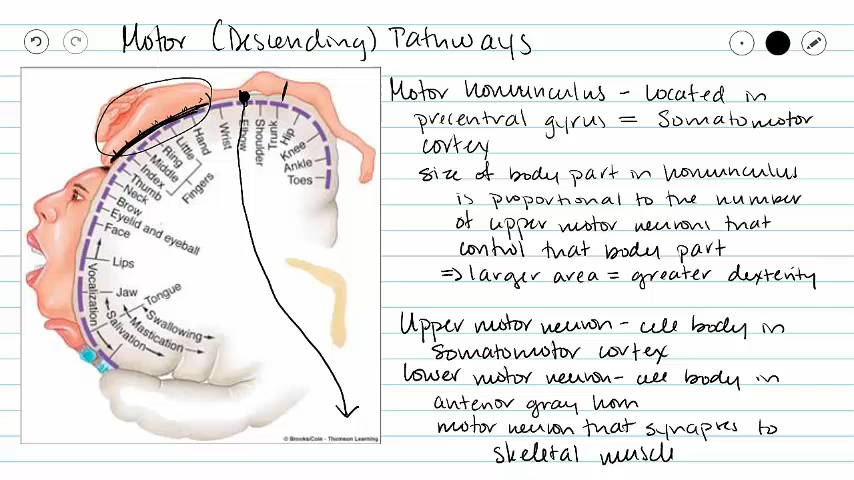 Motor (Descending) Pathways
Motor homunculus - located in
precentral gyrus = Somatomotor
cortex
size of body part in homunculus
is proportional to the number
of upper motor neurons that
control that body part
⇒ larger area = greater dexterity
Upper motor neuron - cell body in
Somatomotor cortex
Lower motor neuron - cell body in
anterior gray horn
motor neuron that synapses to
skeletal muscle
Toes
Ankle
Knee
Hip
Trunk
Shoulder
Elbow
Wrist
Hand
Little
Ring
Middle
Index
Thumb
Fingers
Neck
Brow
Eyelid and eyeball
Face
Lips
Jaw
Tongue
Swallowing
Mastication
Salivation
Vocalization
© Brooks/Cole - Thomson Learning